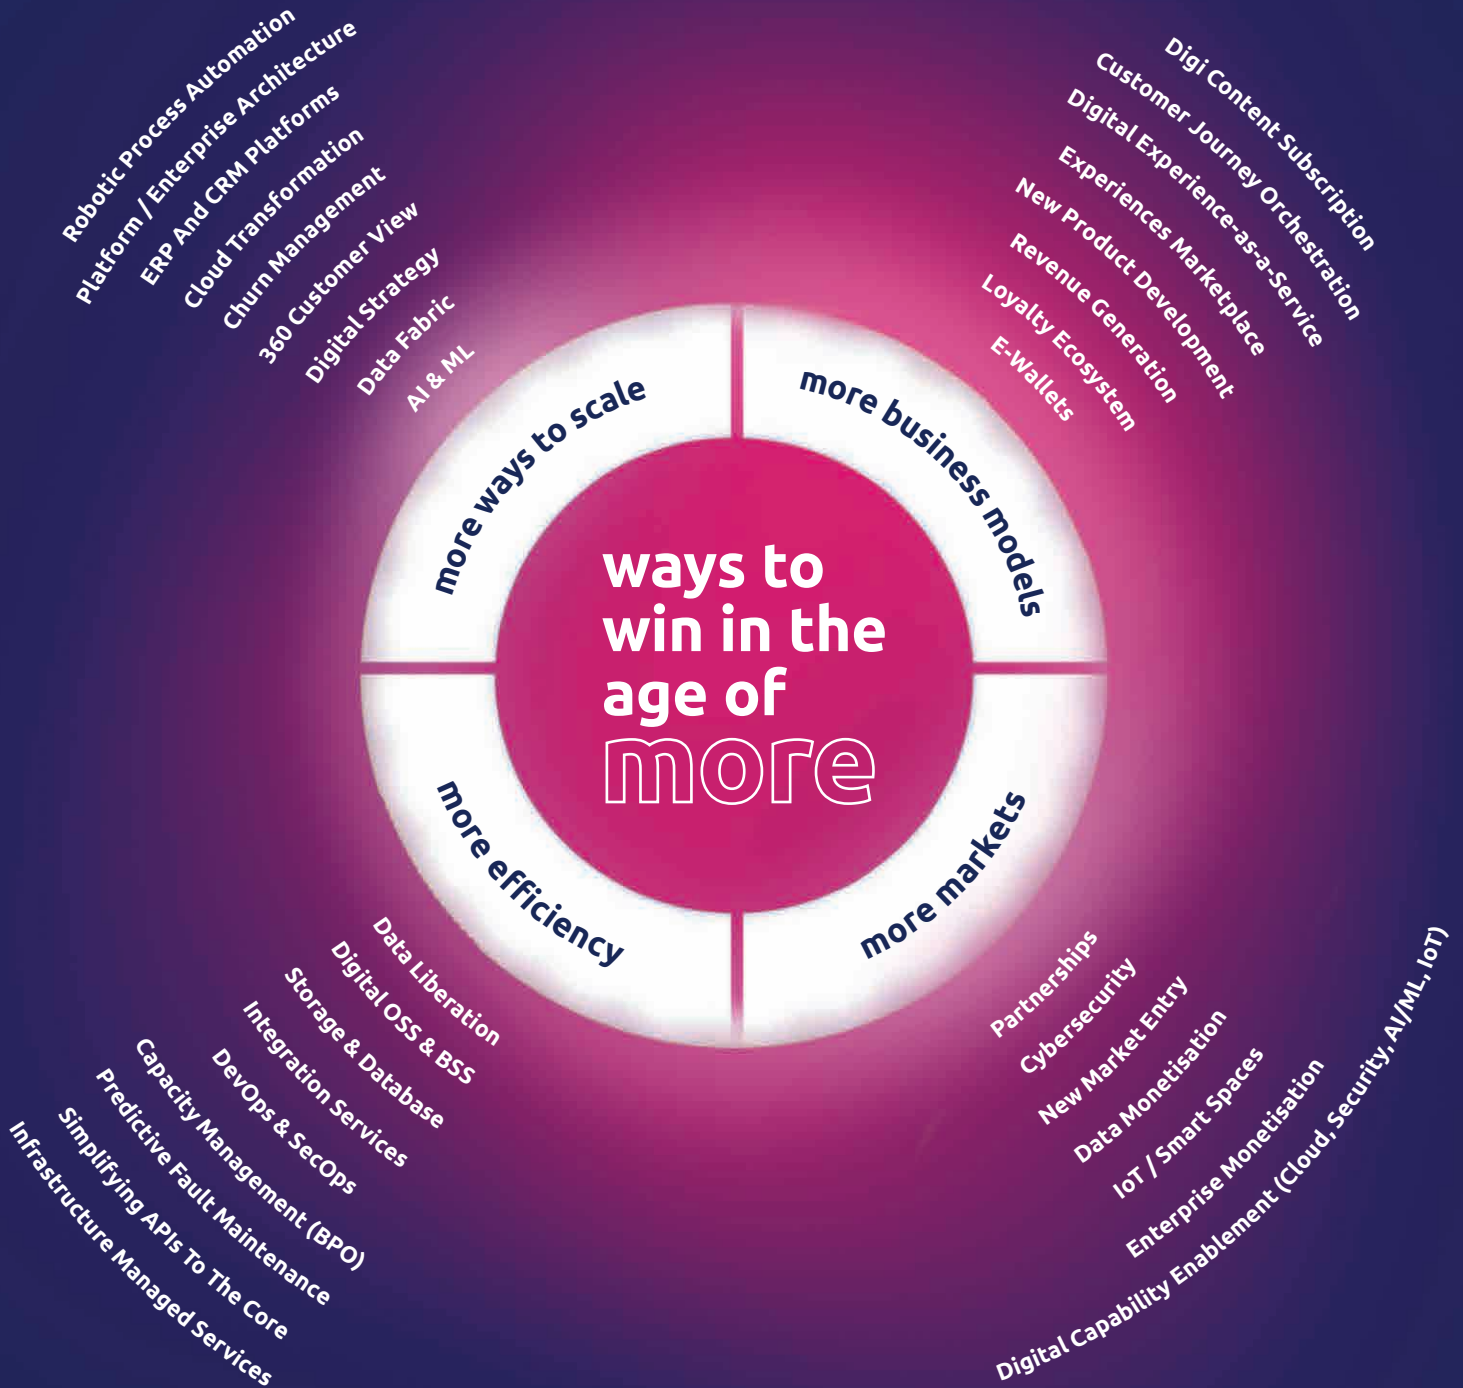 Robotic Process Automation
Platform / Enterprise Architecture
ERP And CRM Platforms
Cloud Transformation
Churn Management
360 Customer View
Digital Strategy
Data Fabric
AI & ML
Digi Content Subscription
Customer Journey Orchestration
Digital Experience-as-a-Service
Experiences Marketplace
New Product Development
Revenue Generation
Loyalty Ecosystem
E-Wallets
more ways to scale
more business models
ways to
win in the
age of
more
more efficiency
more markets
Data Liberation
Digital OSS & BSS
Storage & Database
Integration Services
DevOps & SecOps
Capacity Management (BPO)
Predictive Fault Maintenance
Simplifying APIs To The Core
Infrastructure Managed Services
Partnerships
Cybersecurity
New Market Entry
Data Monetisation
IoT / Smart Spaces
Enterprise Monetisation
Digital Capability Enablement (Cloud, Security, AI/ML, IoT)